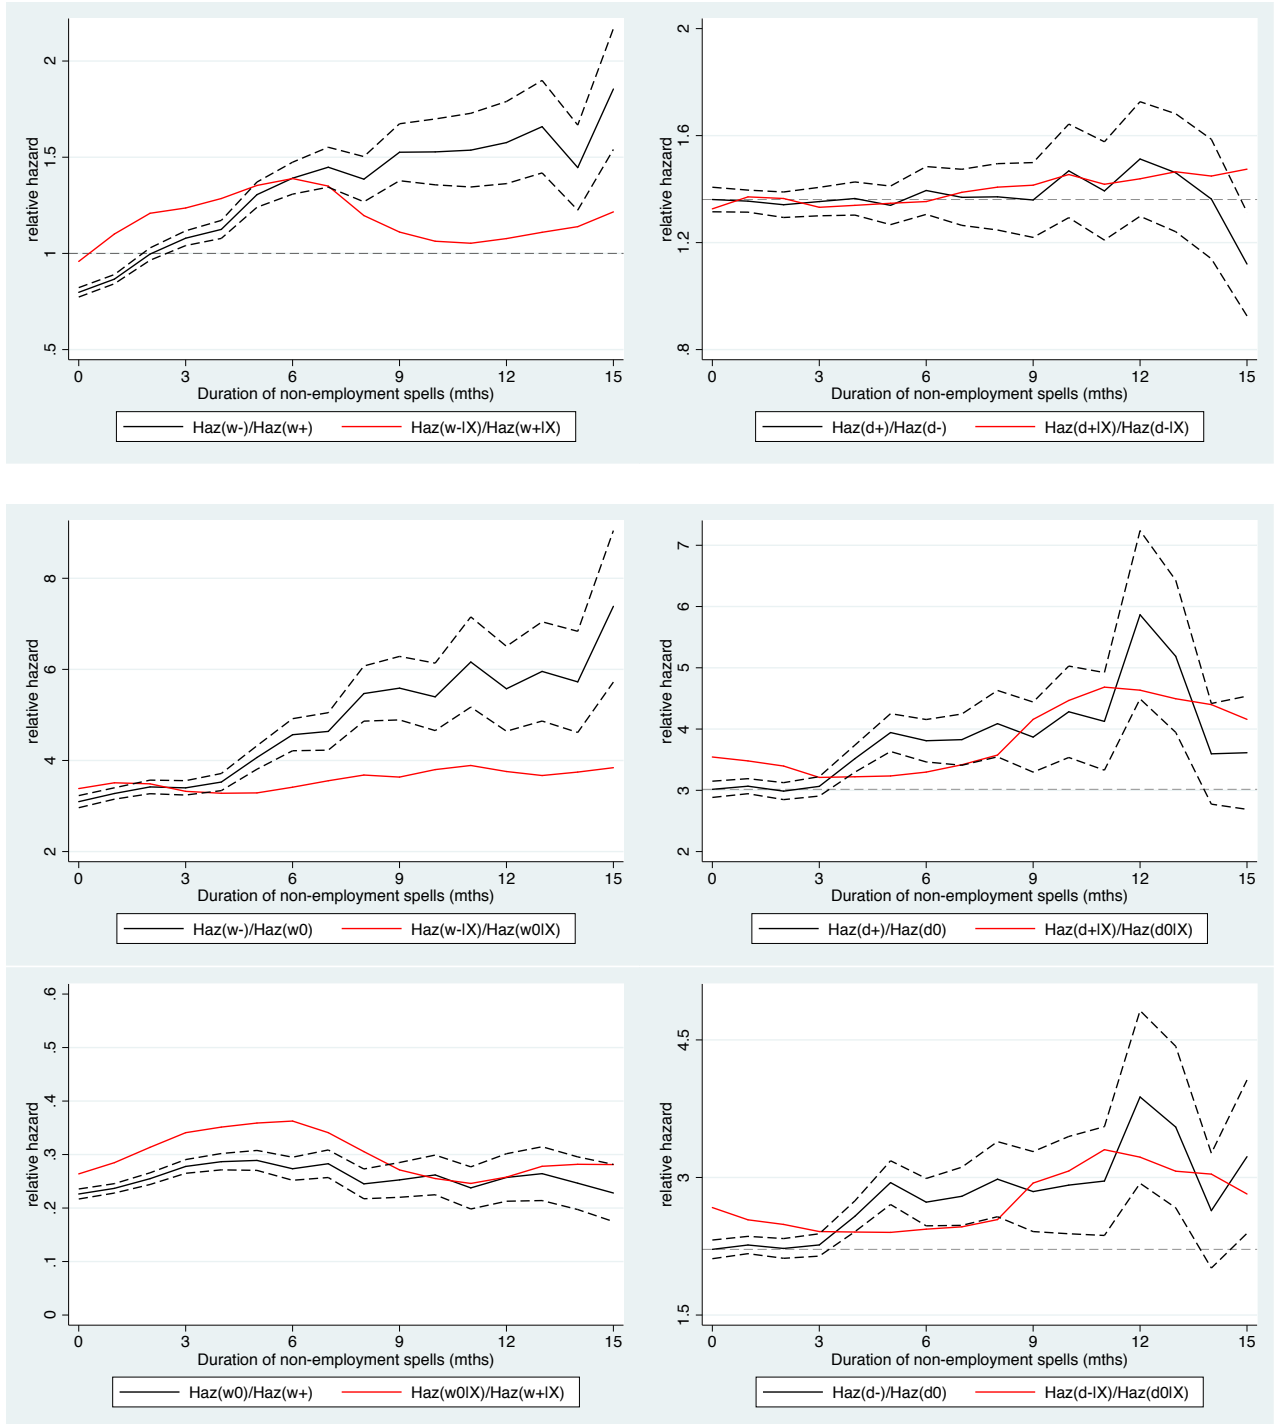 relative hazard
2
1.5
1
.5
0 3 6 9 12 15
Duration of non-employment spells (mths)
Haz(w-)/Haz(w+) Haz(w-|X)/Haz(w+|X)
relative hazard
2
1.6
1.2
.8
0 3 6 9 12 15
Duration of non-employment spells (mths)
Haz(d+)/Haz(d-) Haz(d+|X)/Haz(d-|X)
relative hazard
8
6
4
2
0 3 6 9 12 15
Duration of non-employment spells (mths)
Haz(w-)/Haz(w0) Haz(w-|X)/Haz(w0|X)
relative hazard
7
6
5
4
3
2
0 3 6 9 12 15
Duration of non-employment spells (mths)
Haz(d+)/Haz(d0) Haz(d+|X)/Haz(d0|X)
relative hazard
.6
.5
.4
.3
.2
.1
0
0 3 6 9 12 15
Duration of non-employment spells (mths)
Haz(w0)/Haz(w+) Haz(w0|X)/Haz(w+|X)
relative hazard
4.5
3
1.5
0 3 6 9 12 15
Duration of non-employment spells (mths)
Haz(d-)/Haz(d0) Haz(d-|X)/Haz(d0|X)